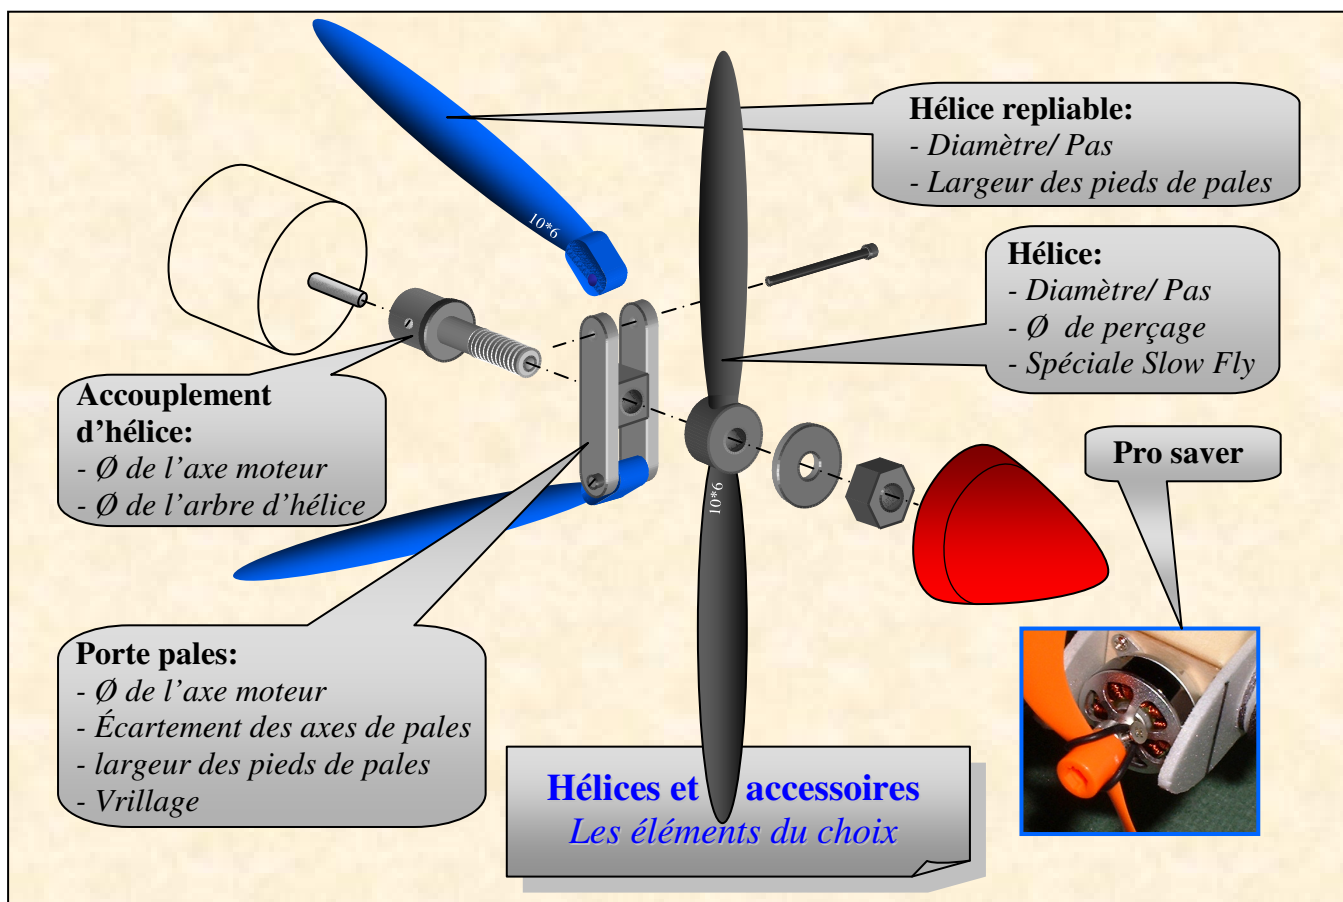 Hélice repliable:
- Diamètre/ Pas
- Largeur des pieds de pales
10*6
Hélice:
- Diamètre/ Pas
- Ø de perçage
- Spéciale Slow Fly
Accouplement
d’hélice:
- Ø de l’axe moteur
- Ø de l’arbre d’hélice
Pro saver
10*6
Porte pales:
- Ø de l’axe moteur
- Écartement des axes de pales
- largeur des pieds de pales
- Vrillage
Hélices et accessoires
Les éléments du choix